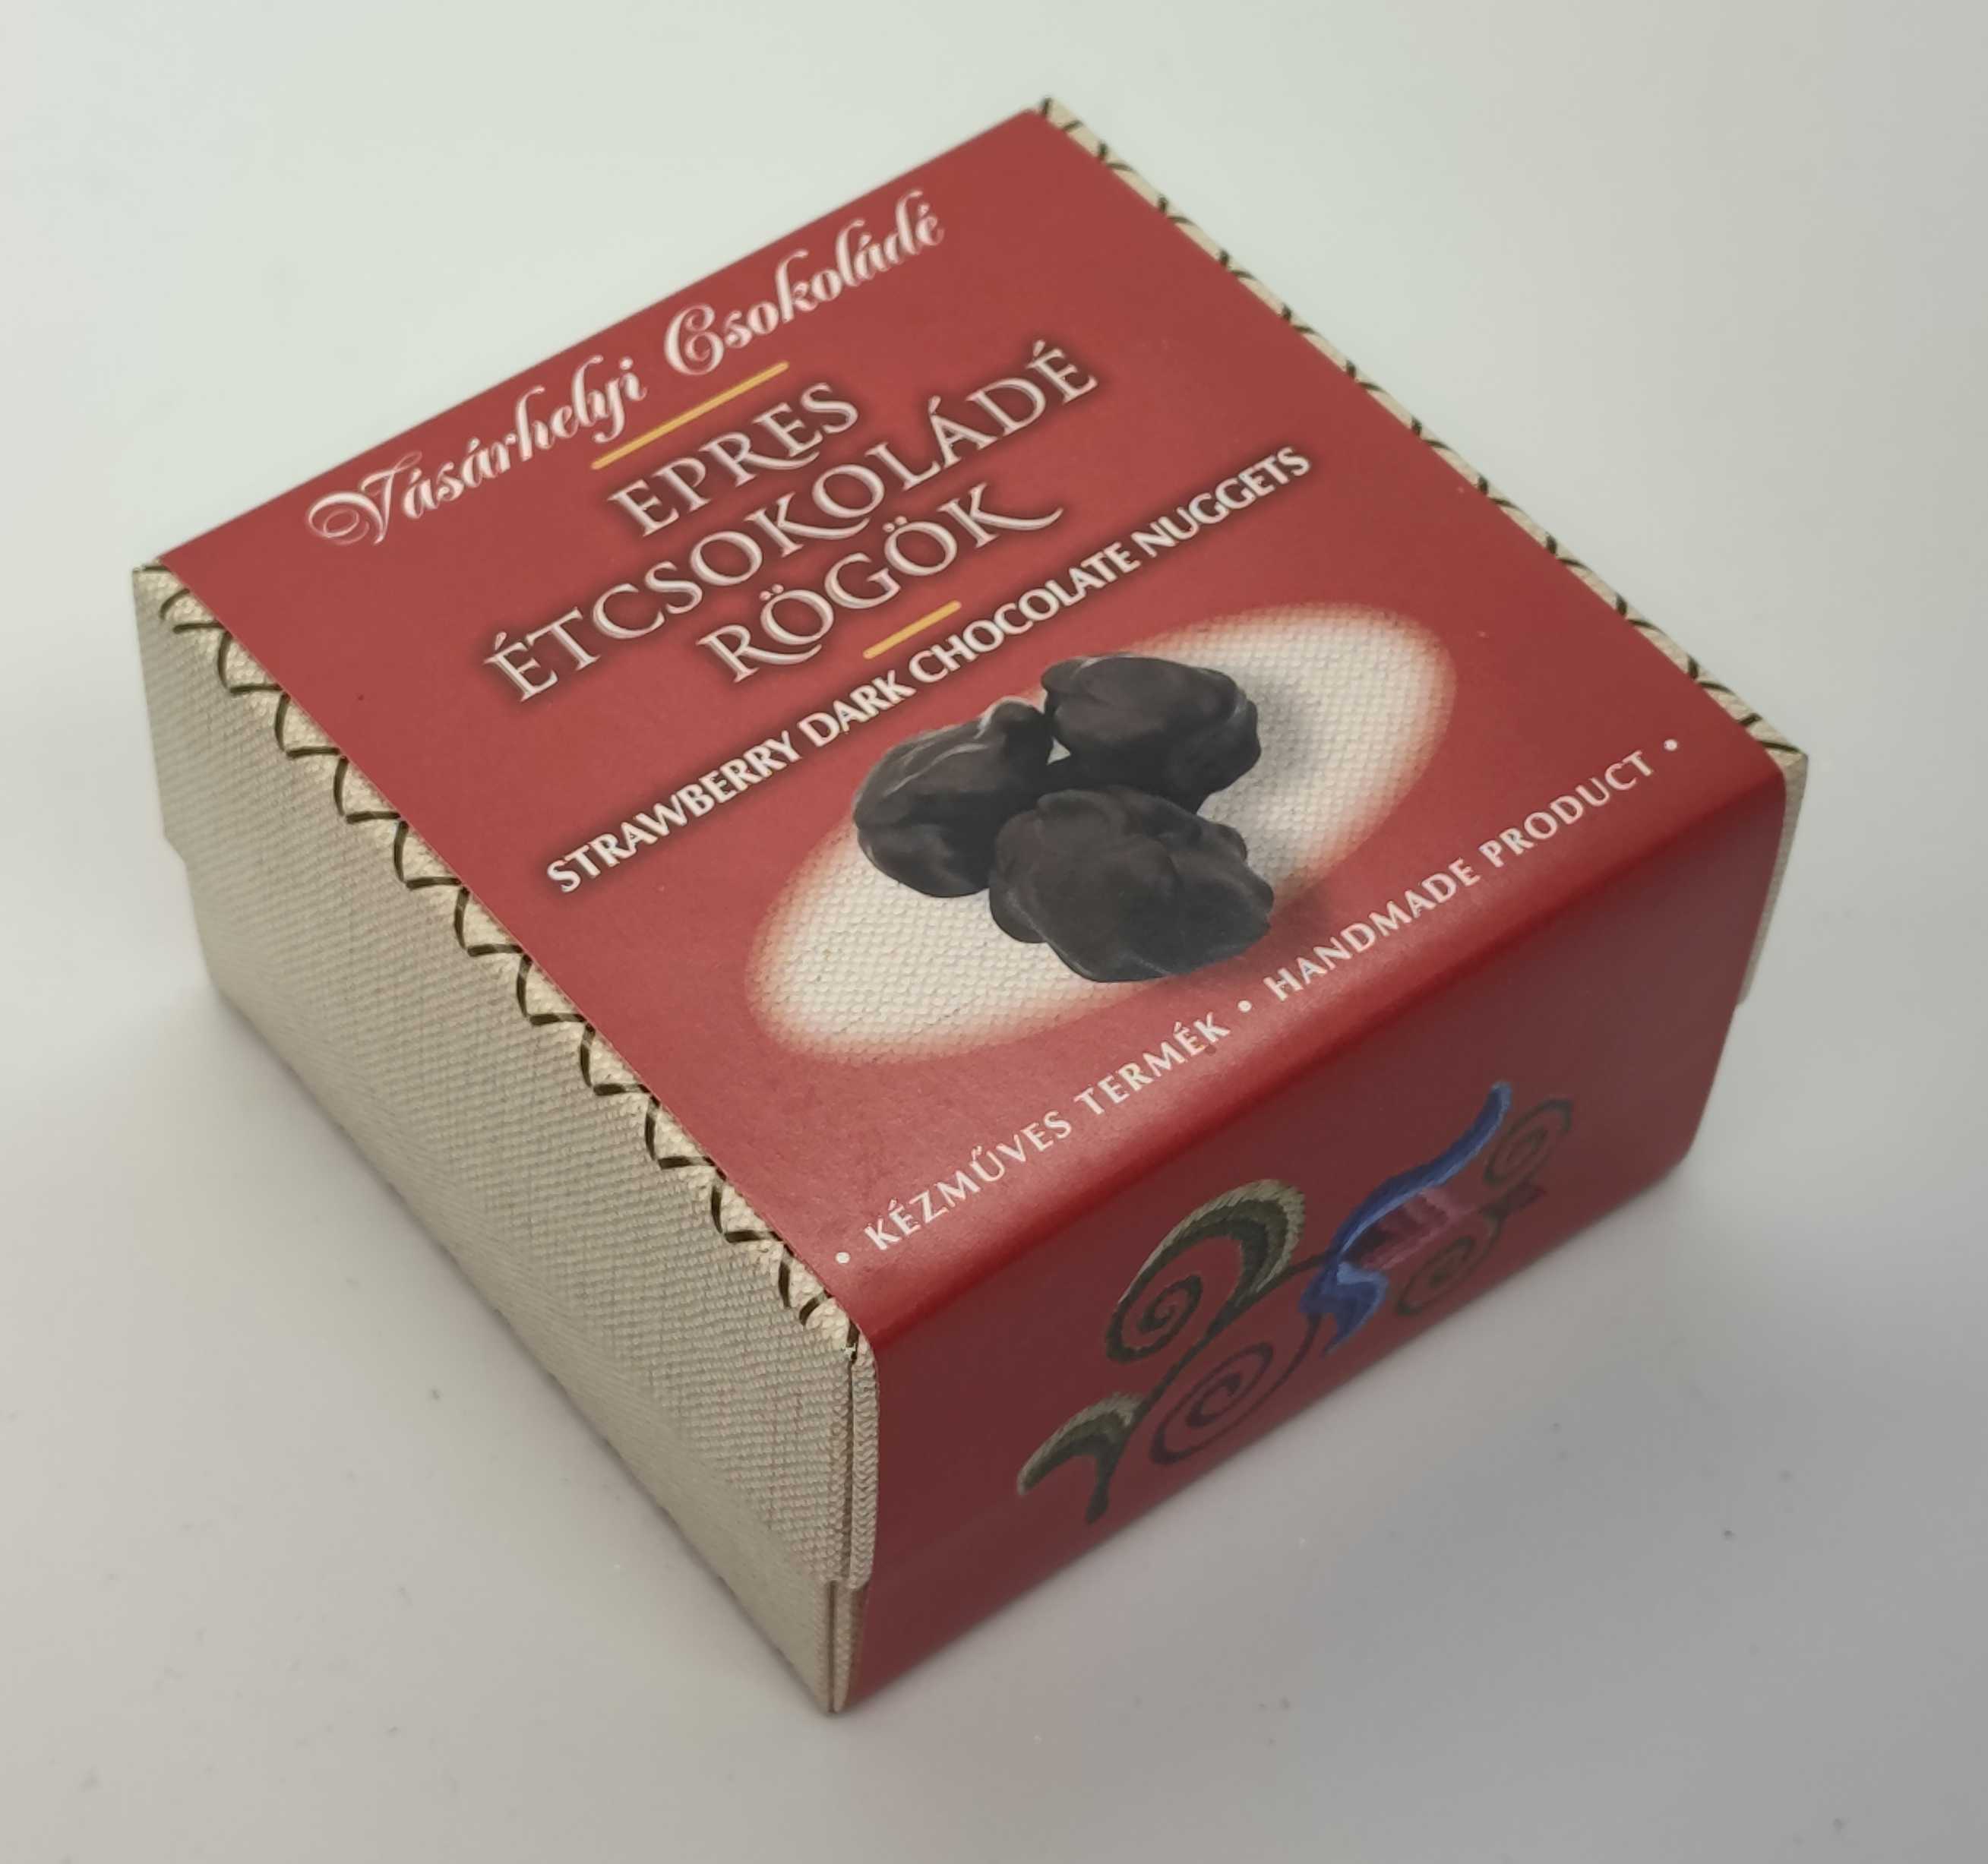 Vásárhelyi Csokoládé
EPRES
ÉTCSOKOLÁDÉ
RÖGÖK
STRAWBERRY DARK CHOCOLATE NUGGETS
• KÉZMŰVES TERMÉK • HANDMADE PRODUCT •